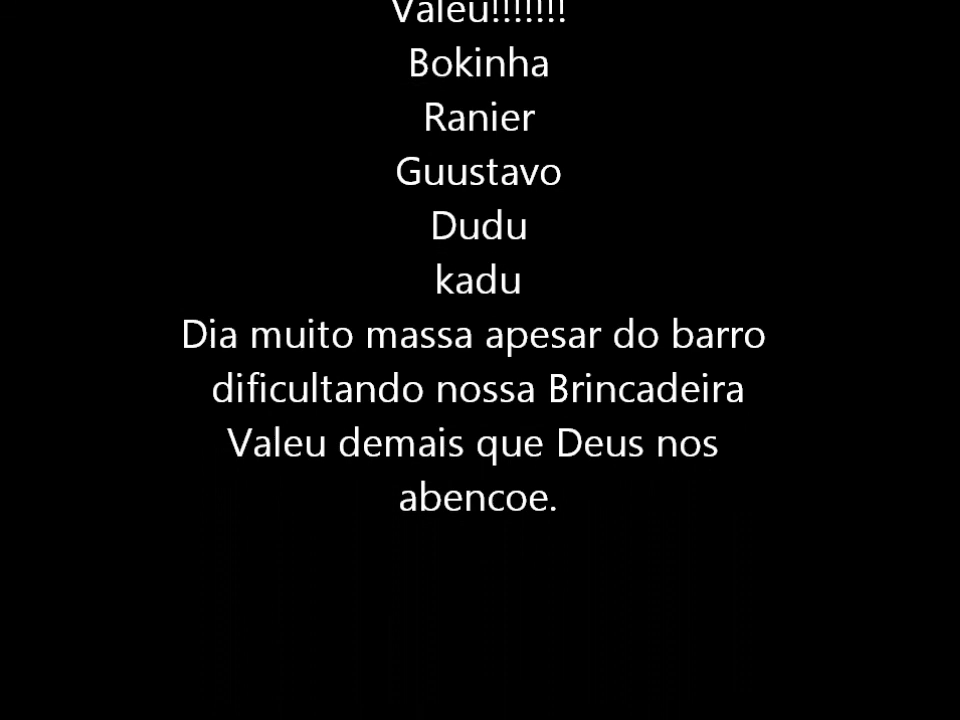 Valeu!!!!!!!
Bokinha
Ranier
Guustavo
Dudu
kadu
Dia muito massa apesar do barro
dificultando nossa Brincadeira
Valeu demais que Deus nos
abencoe.